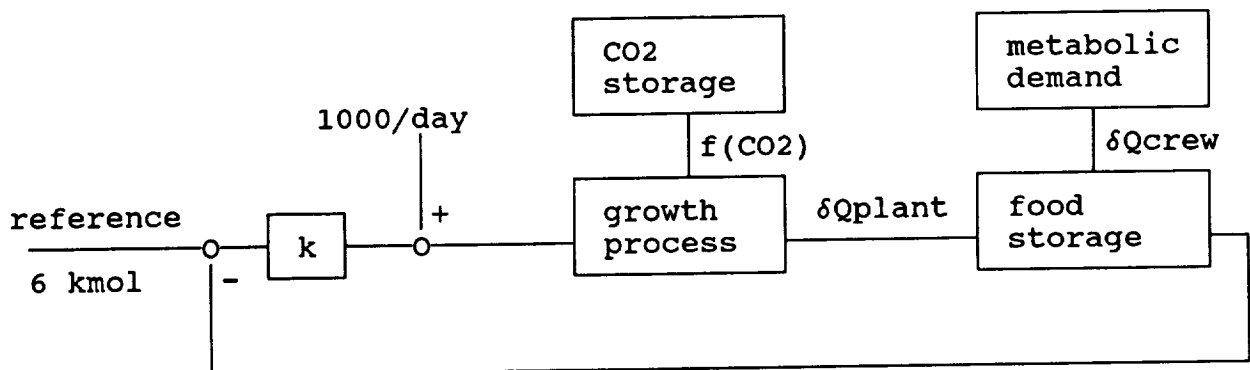 CO2
storage
metabolic
demand
1000/day
f(CO2)
δQcrew
reference
+
growth
process
δQplant
food
storage
k
6 kmol
-